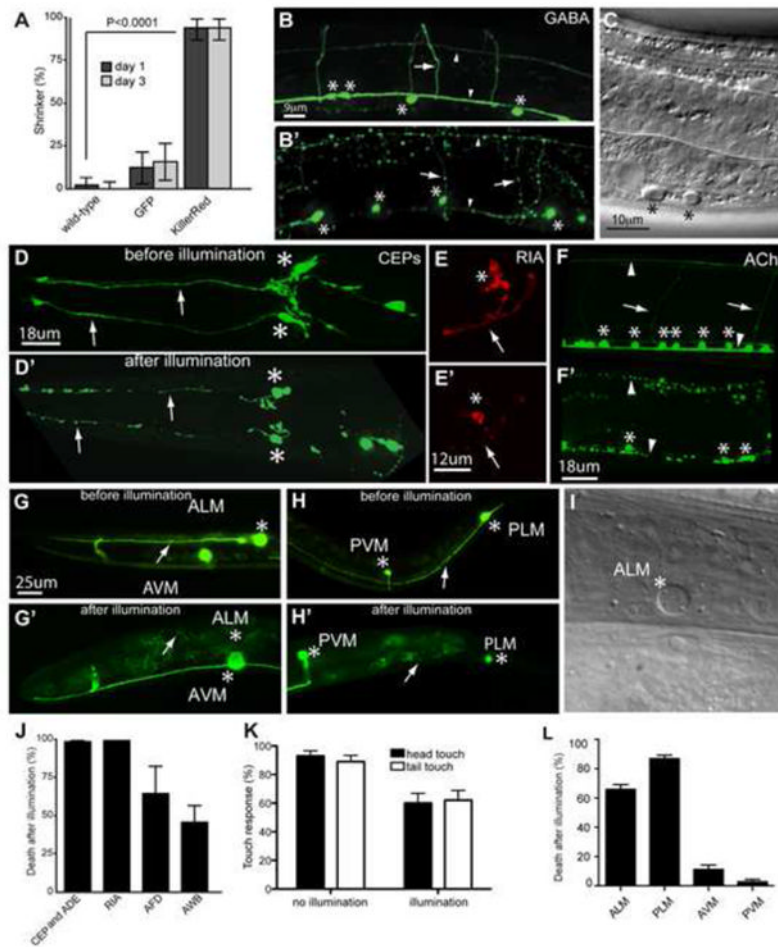 A
P<0.0001
day 1
day 3
Shrinker (%)
100
75
50
25
0
wild-type
GFP
KillerRed
B
GABA
9µm
B'
C
10µm
D
before illumination
CEPs
18um
D'
after illumination
E
RIA
E'
12um
F
ACh
F'
18um
G
before illumination
ALM
25um
AVM
G'
after illumination
ALM
AVM
H
before illumination
PVM
PLM
H'
after illumination
PVM
PLM
I
ALM
J
Death after illumination (%)
100
50
0
CEP and ADE
RIA
AFD
AWB
K
head touch
tail touch
Touch response (%)
100
80
60
40
20
0
no illumination
illumination
L
Death after illumination (%)
100
80
60
40
20
0
ALM
PLM
AVM
PVM